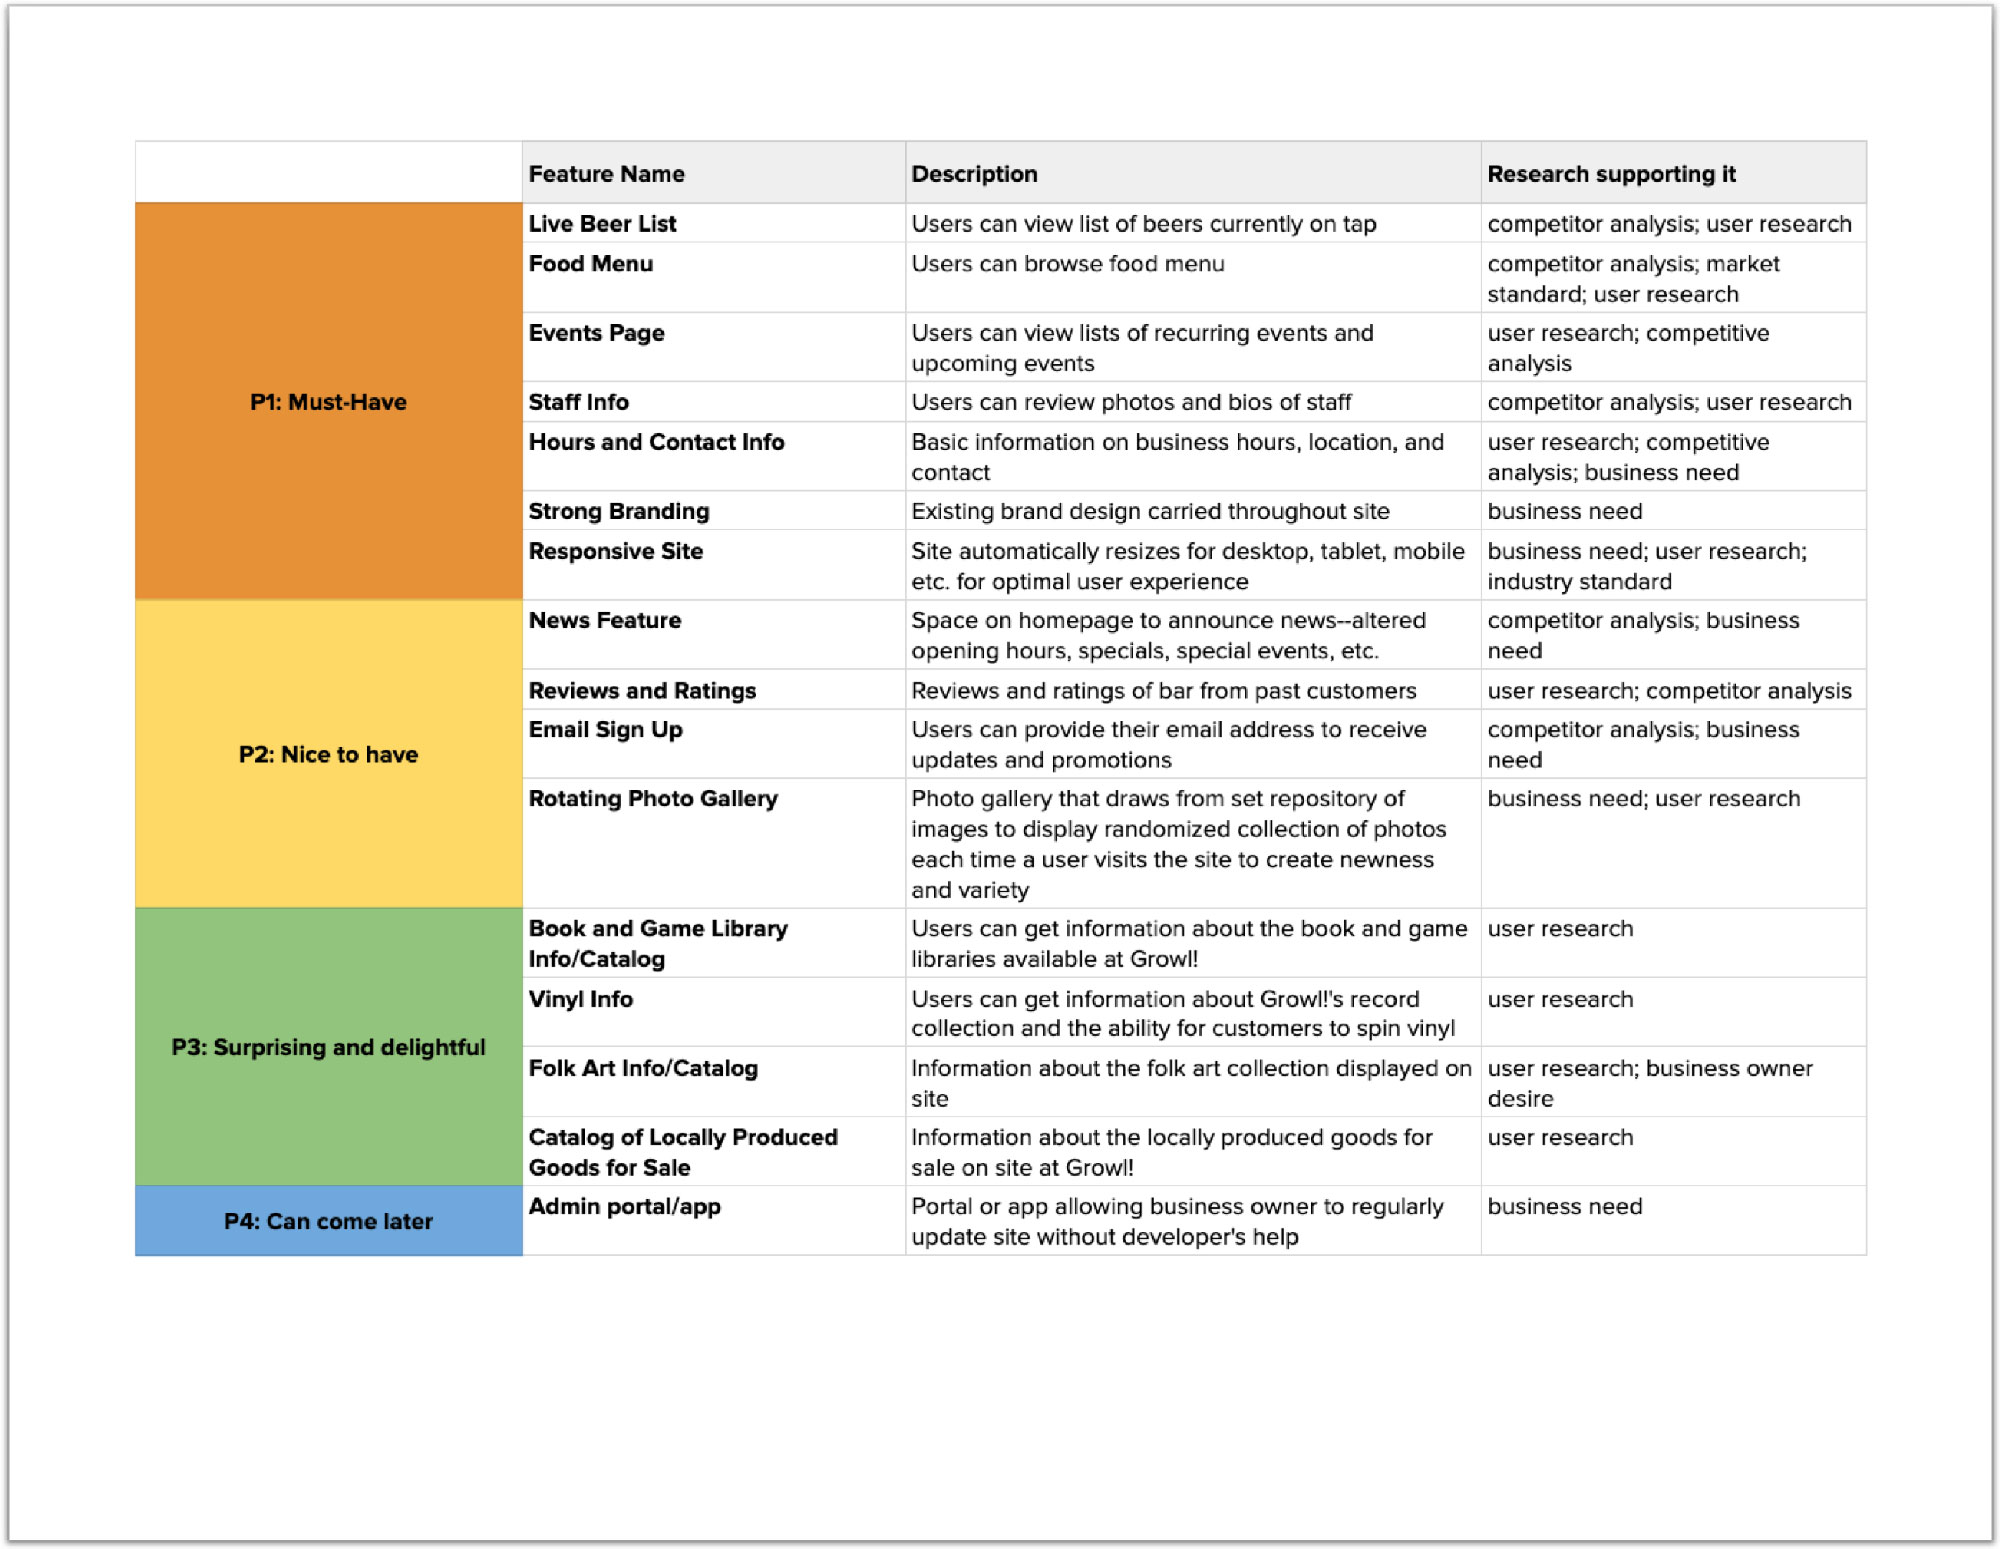 Feature Name Description Research supporting it
P1: Must-Have
Live Beer List Users can view list of beers currently on tap competitor analysis; user research
Food Menu Users can browse food menu competitor analysis; market
standard; user research
Events Page Users can view lists of recurring events and user research; competitive
upcoming events analysis
Staff Info Users can review photos and bios of staff competitor analysis; user research
Hours and Contact Info Basic information on business hours, location, and user research; competitive
contact analysis; business need
Strong Branding Existing brand design carried throughout site business need
Responsive Site Site automatically resizes for desktop, tablet, mobile business need; user research;
etc. for optimal user experience industry standard
P2: Nice to have
News Feature Space on homepage to announce news--altered competitor analysis; business
opening hours, specials, special events, etc. need
Reviews and Ratings Reviews and ratings of bar from past customers user research; competitor analysis
Email Sign Up Users can provide their email address to receive competitor analysis; business
updates and promotions need
Rotating Photo Gallery Photo gallery that draws from set repository of business need; user research
images to display randomized collection of photos
each time a user visits the site to create newness
and variety
P3: Surprising and delightful
Book and Game Library Users can get information about the book and game user research
Info/Catalog libraries available at Growl!
Vinyl Info Users can get information about Growl!'s record user research
collection and the ability for customers to spin vinyl
Folk Art Info/Catalog Information about the folk art collection displayed on user research; business owner
site desire
Catalog of Locally Produced Information about the locally produced goods for user research
Goods for Sale sale on site at Growl!
P4: Can come later
Admin portal/app Portal or app allowing business owner to regularly business need
update site without developer's help